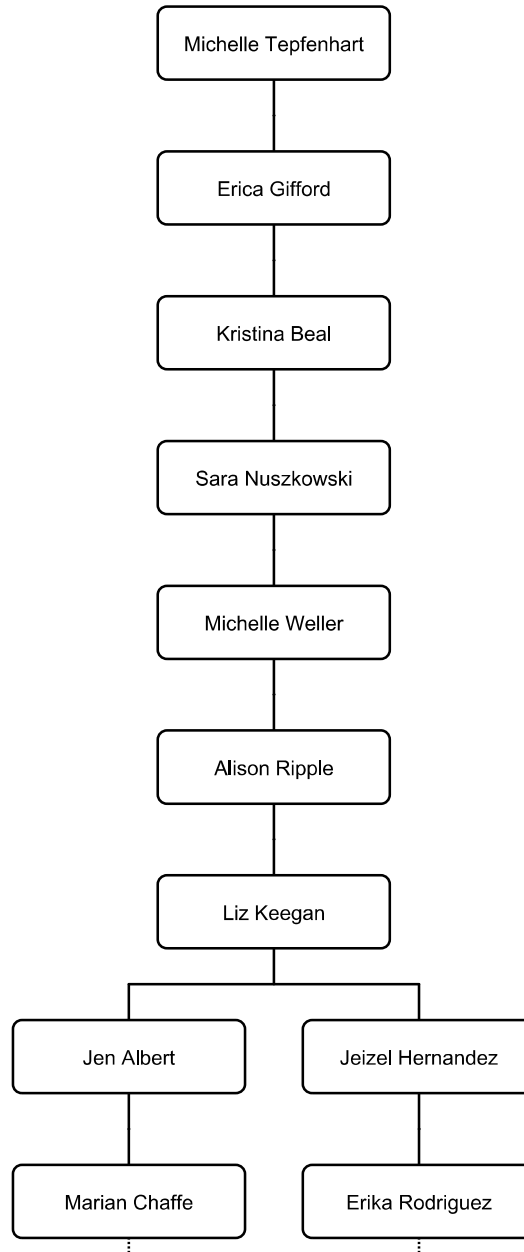 Michelle Tepfenhart
Erica Gifford
Kristina Beal
Sara Nuszkowski
Michelle Weller
Alison Ripple
Liz Keegan
Jen Albert
Jeizel Hernandez
Marian Chaffe
Erika Rodriguez